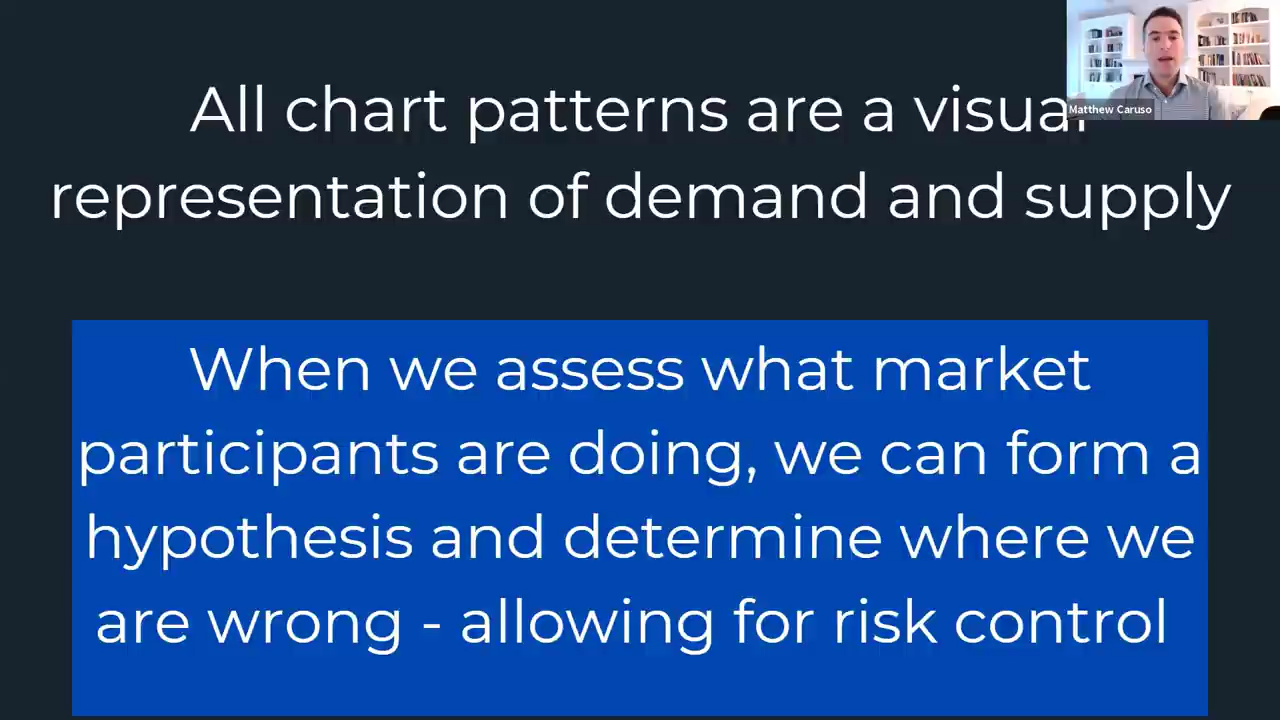 All chart patterns are a visual
Matthew Caruso
representation of demand and supply
When we assess what market
participants are doing, we can form a
hypothesis and determine where we
are wrong - allowing for risk control